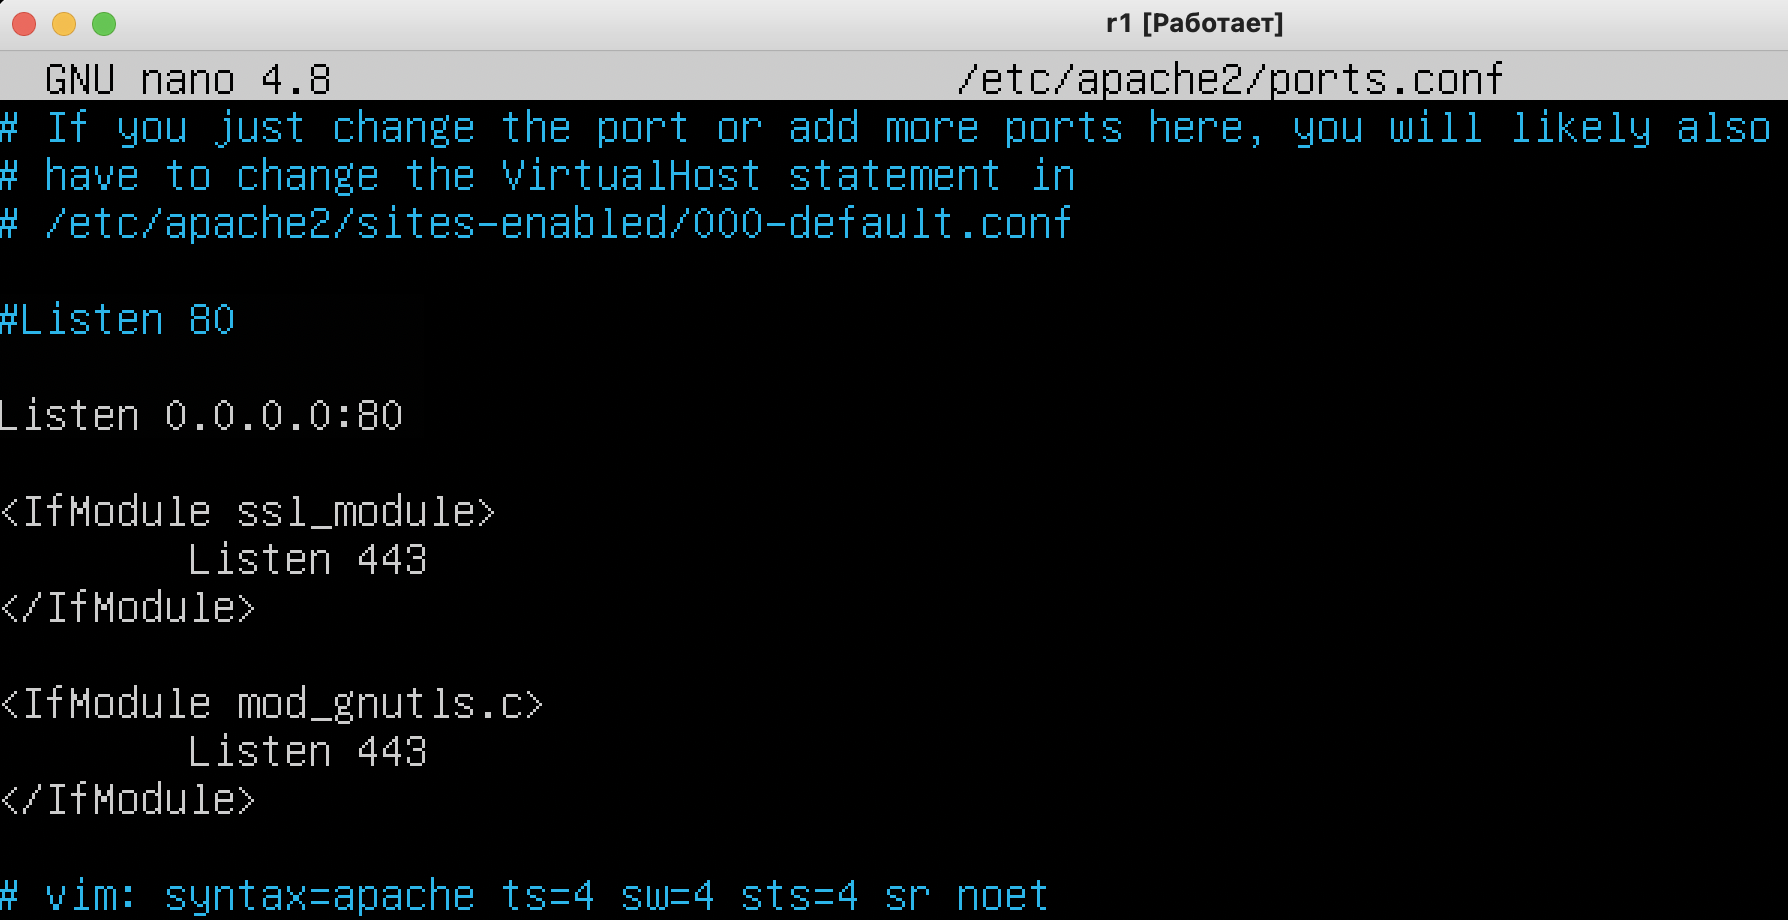 r1 [Работает]
GNU nano 4.8 /etc/apache2/ports.conf
# If you just change the port or add more ports here, you will likely also
# have to change the VirtualHost statement in
# /etc/apache2/sites-enabled/000-default.conf
#Listen 80
Listen 0.0.0.0:80
<IfModule ssl_module>
        Listen 443
</IfModule>
<IfModule mod_gnutls.c>
        Listen 443
</IfModule>
# vim: syntax=apache ts=4 sw=4 sts=4 sr noet